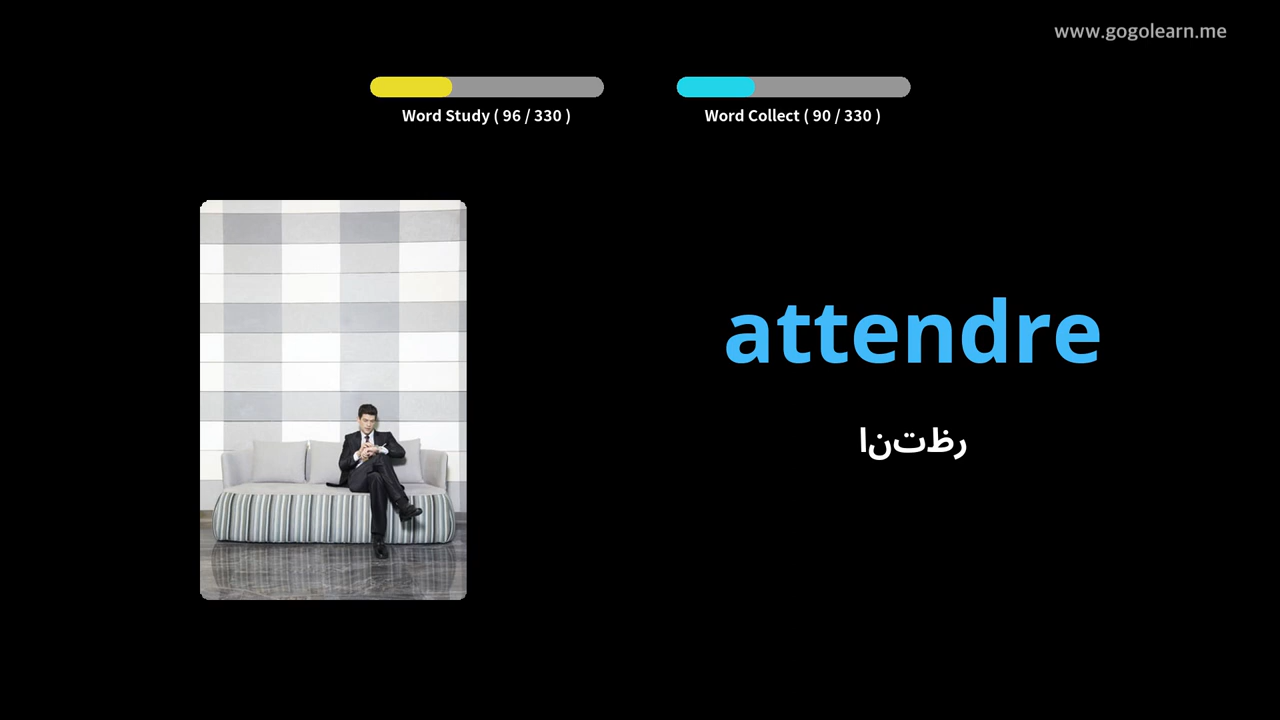 www.gogolearn.me
Word Study ( 96 / 330 )
Word Collect ( 90 / 330 )
attendre
رظتنا